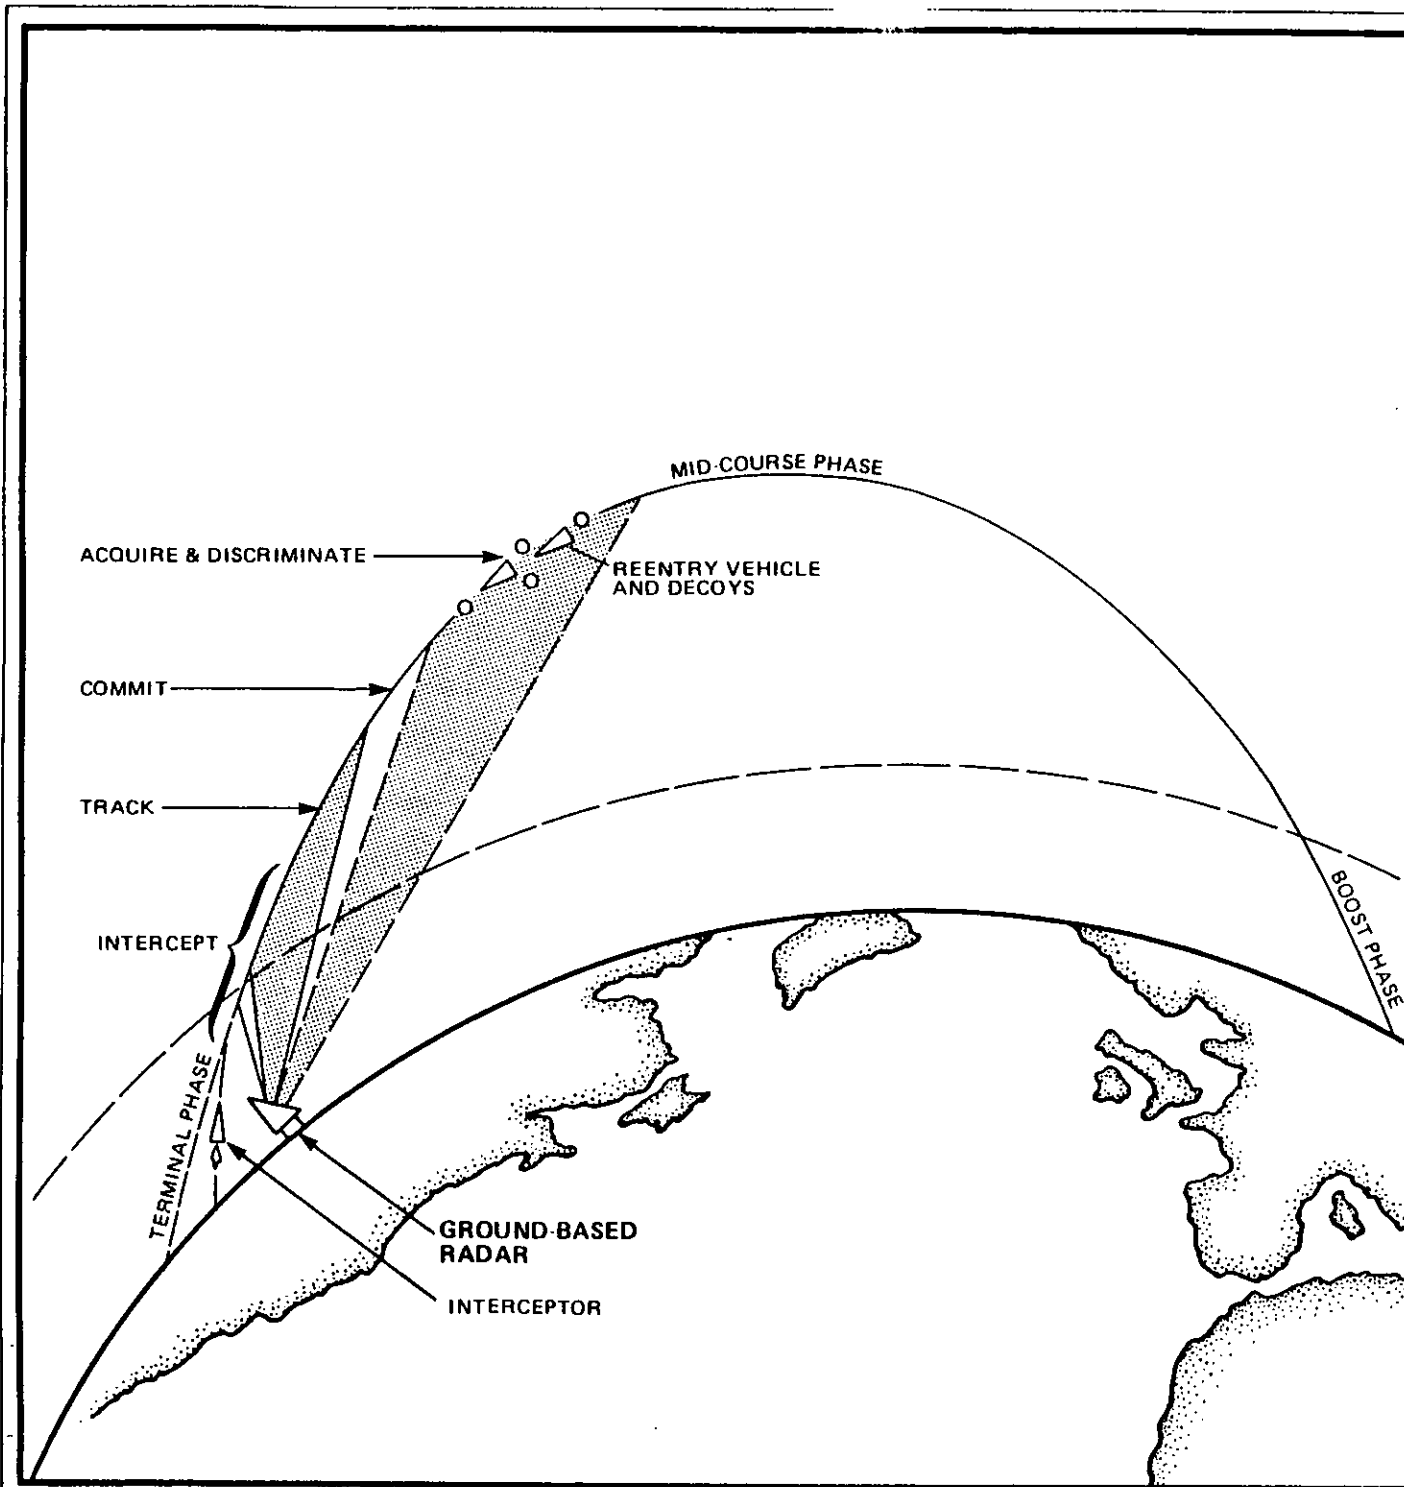 MID-COURSE PHASE
ACQUIRE & DISCRIMINATE
REENTRY VEHICLE
AND DECOYS
COMMIT
TRACK
BOOST PHASE
INTERCEPT
TERMINAL PHASE
GROUND-BASED
RADAR
INTERCEPTOR